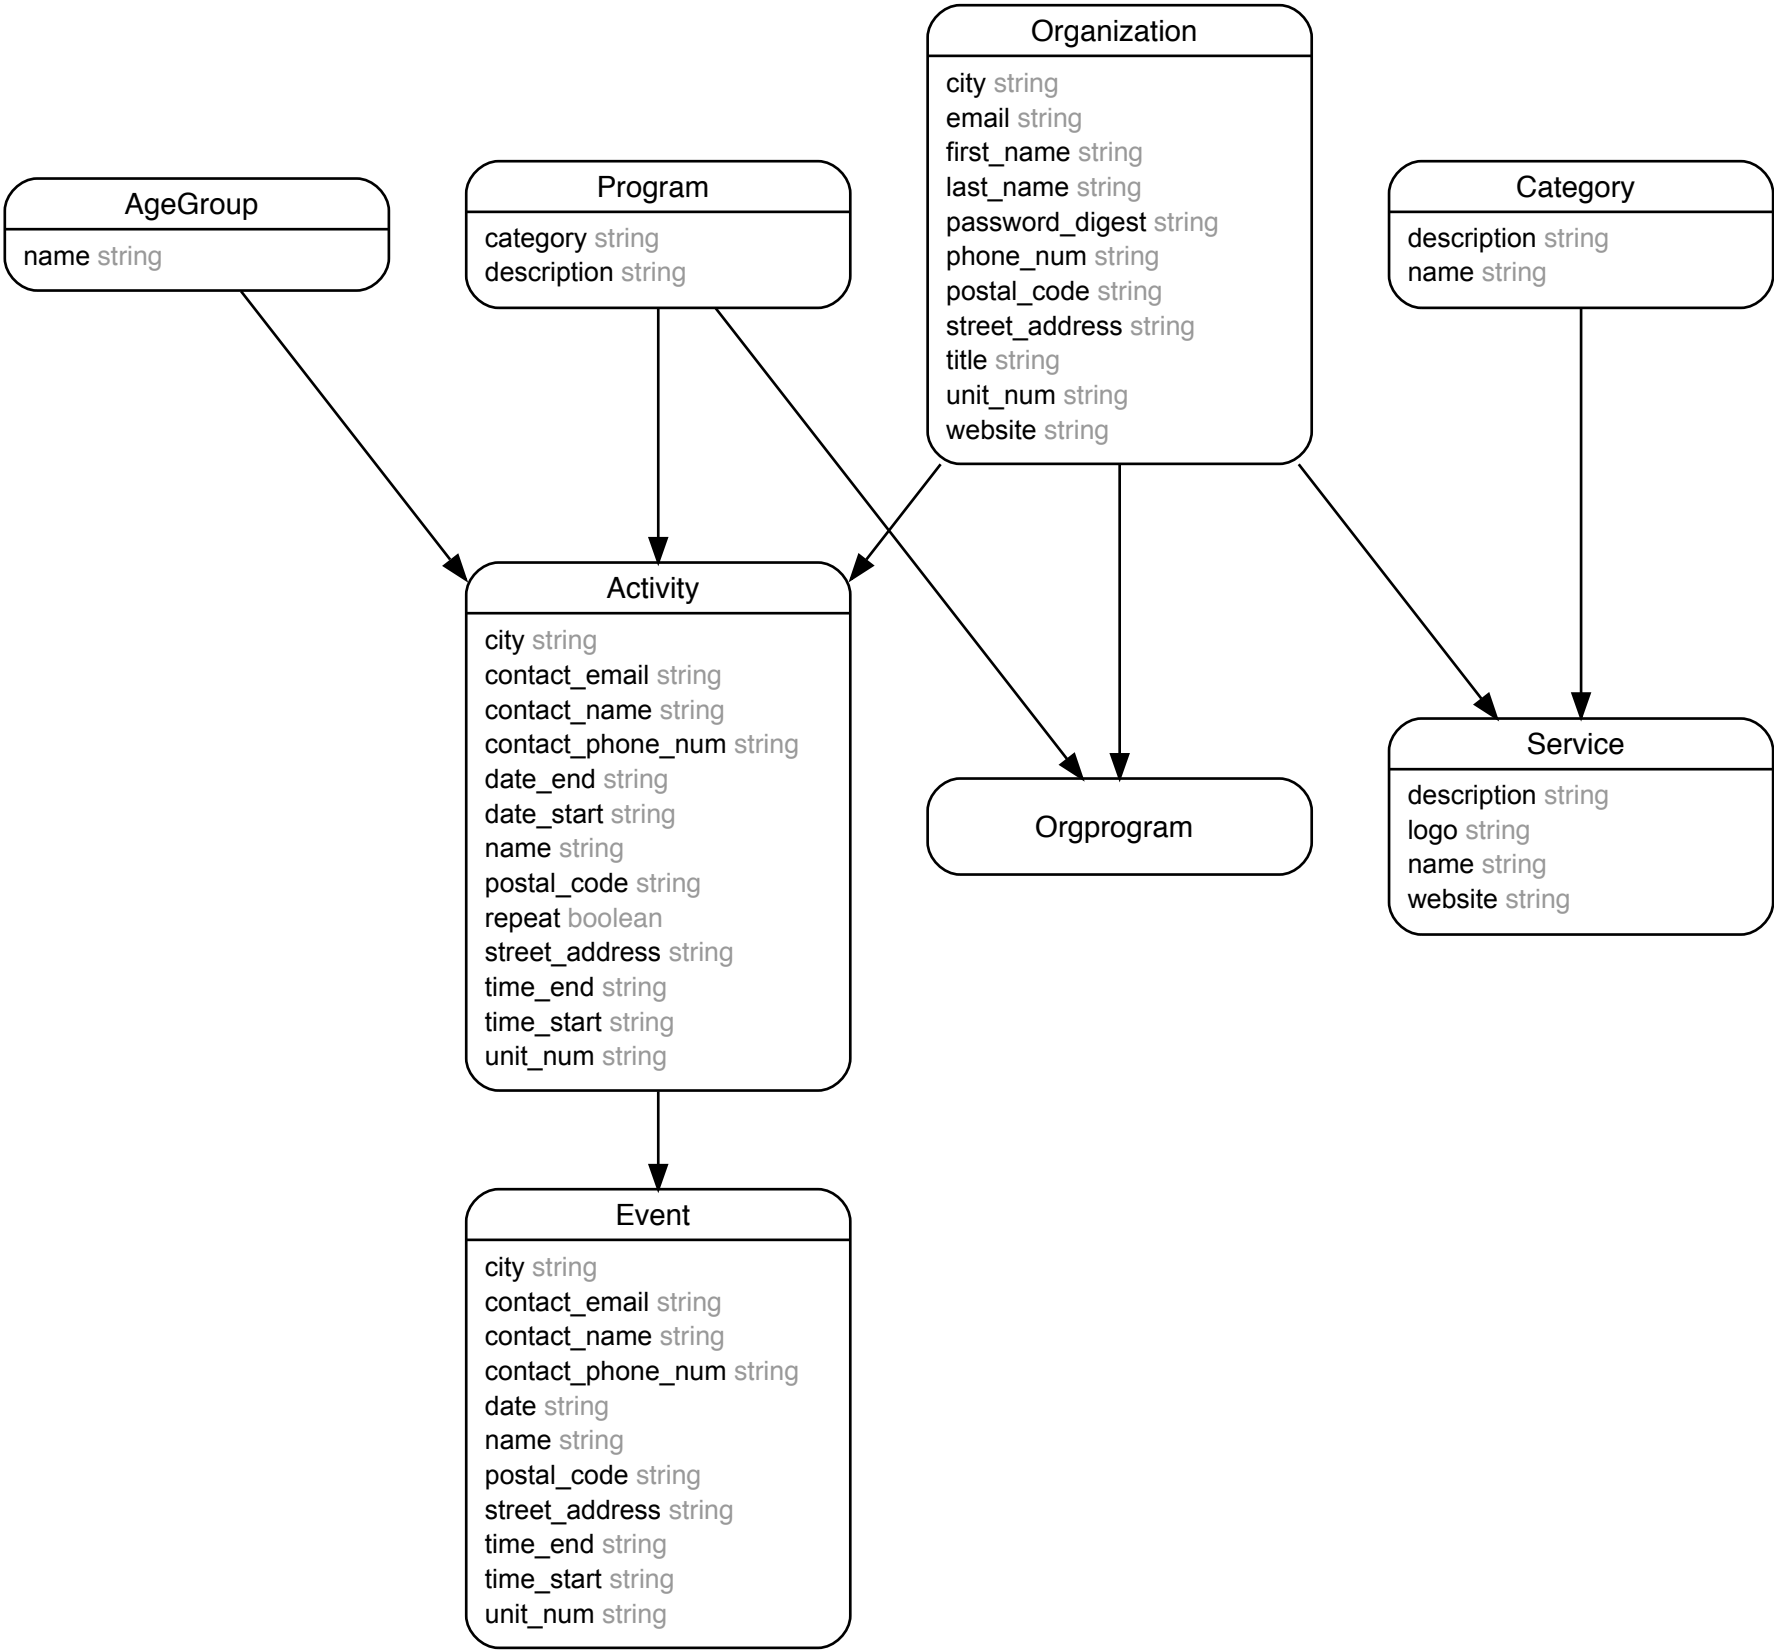 Organization
city string
email string
first_name string
last_name string
password_digest string
phone_num string
postal_code string
street_address string
title string
unit_num string
website string
AgeGroup
name string
Program
category string
description string
Category
description string
name string
Activity
city string
contact_email string
contact_name string
contact_phone_num string
date_end string
date_start string
name string
postal_code string
repeat boolean
street_address string
time_end string
time_start string
unit_num string
Orgprogram
Service
description string
logo string
name string
website string
Event
city string
contact_email string
contact_name string
contact_phone_num string
date string
name string
postal_code string
street_address string
time_end string
time_start string
unit_num string